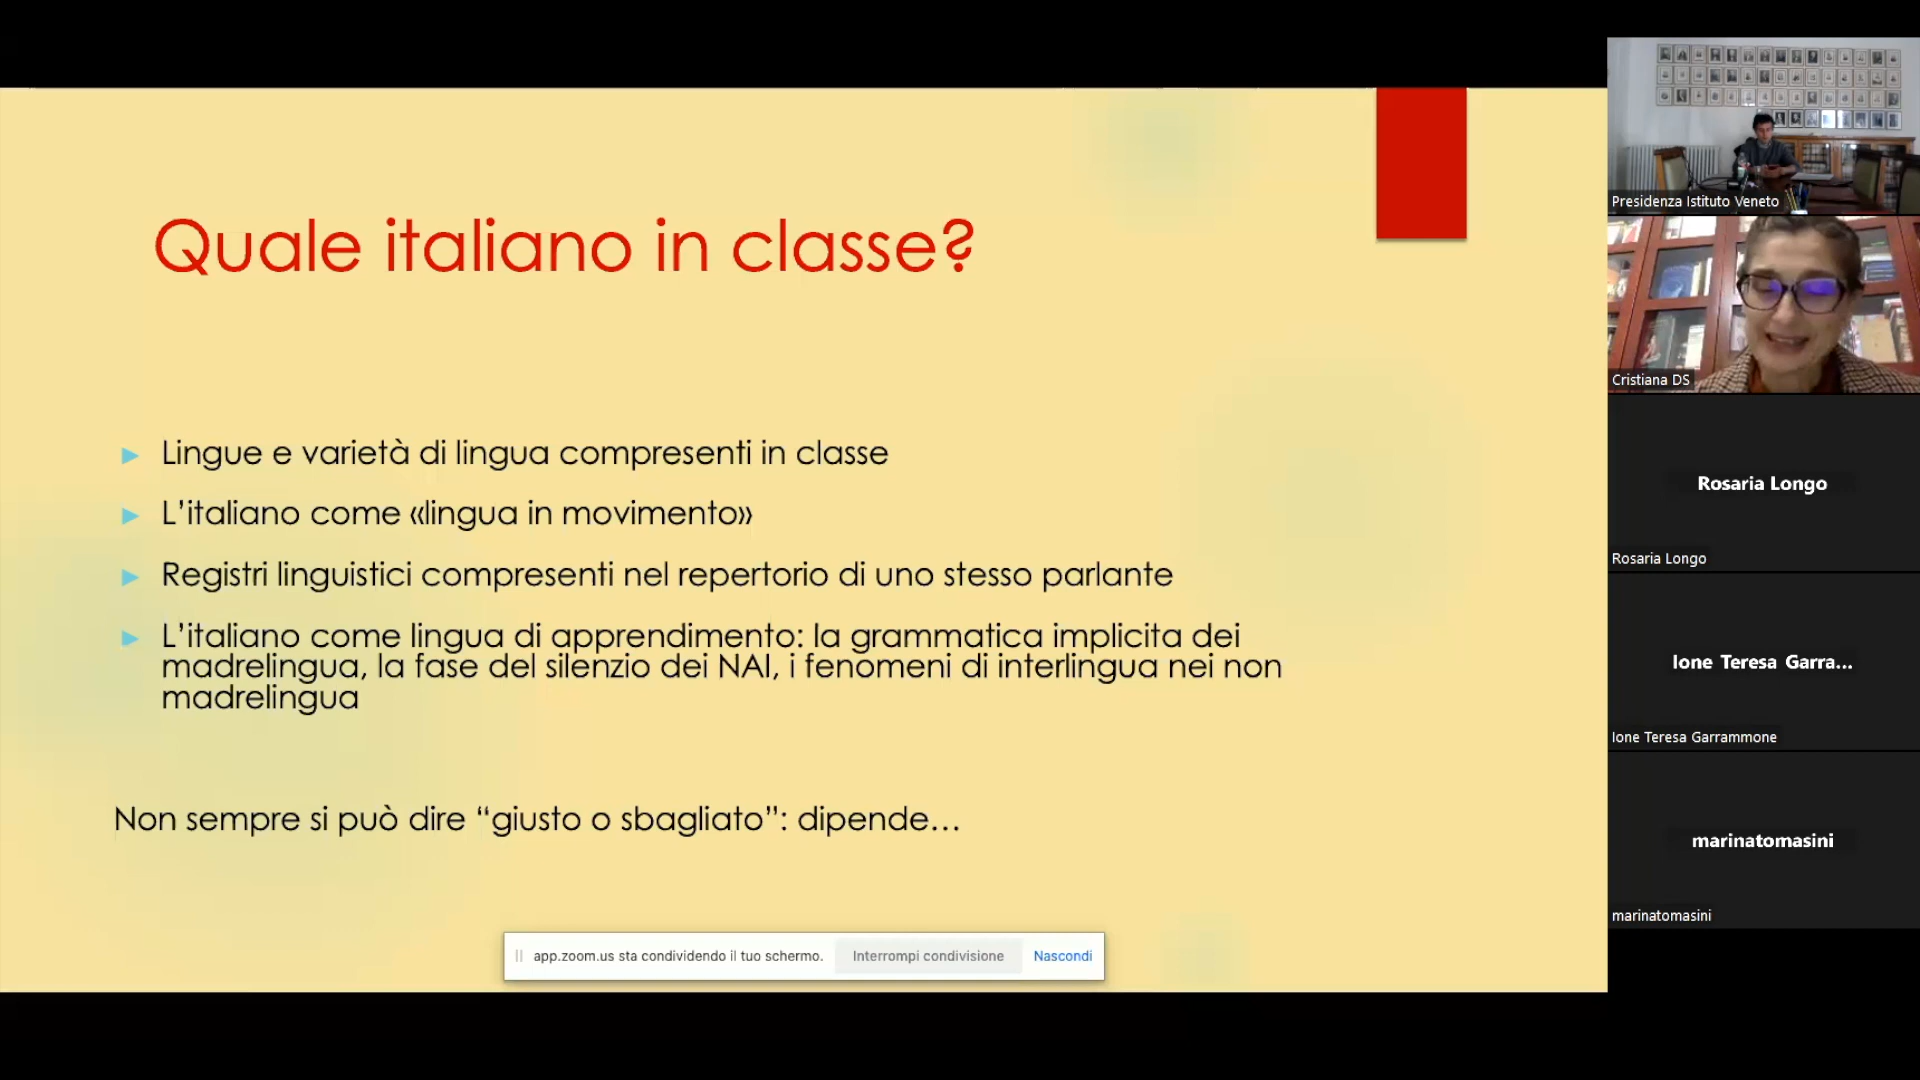 Quale italiano in classe?
Lingue e varietà di lingua compresenti in classe
L’italiano come «lingua in movimento»
Registri linguistici compresenti nel repertorio di uno stesso parlante
L’italiano come lingua di apprendimento: la grammatica implicita dei
madrelingua, la fase del silenzio dei NAI, i fenomeni di interlingua nei non
madrelingua
Non sempre si può dire “giusto o sbagliato”: dipende…
app.zoom.us sta condividendo il tuo schermo.
Interrompi condivisione
Nascondi
Presidenza Istituto Veneto
Cristiana DS
Rosaria Longo
Rosaria Longo
Ione Teresa Garra...
Ione Teresa Garrammone
marinatomasini
marinatomasini